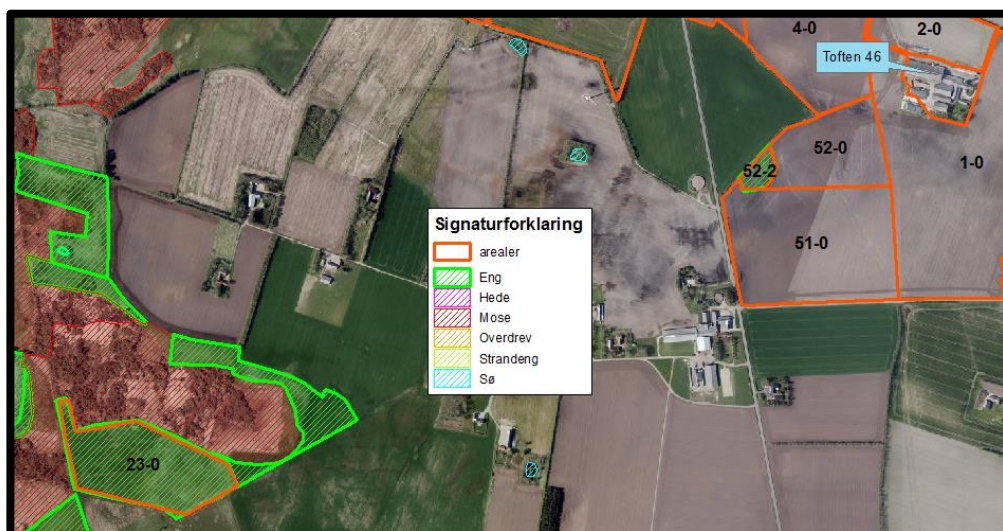 4-0
2-0
Toften 46
52-0
52-2
1-0
51-0
Signaturforklaring
arealer
Eng
Hede
Mose
Overdrev
Strandeng
Sø
23-0